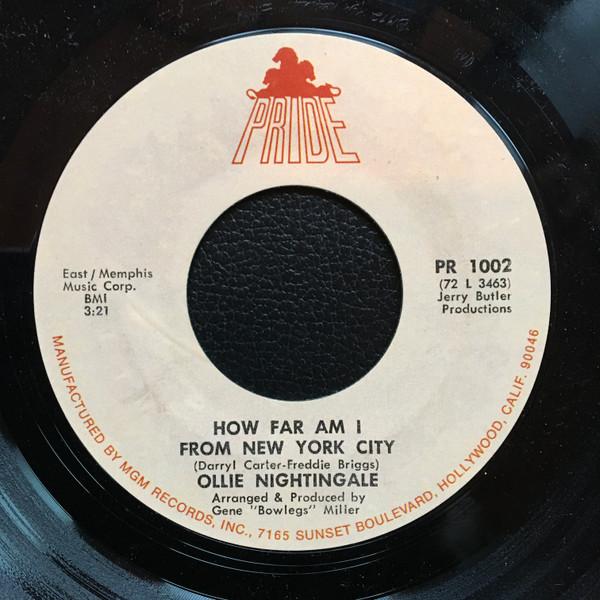 PRIDE
East/Memphis
Music Corp.
BMI
3:21
PR 1002
(72 L 3463)
Jerry Butler
Productions
HOW FAR AM I
FROM NEW YORK CITY
(Darryl Carter-Freddie Briggs)
OLLIE NIGHTINGALE
Arranged & Produced by
Gene "Bowlegs" Miller
MANUFACTURED BY MGM RECORDS, INC., 7165 SUNSET BOULEVARD, HOLLYWOOD, CALIF. 90046